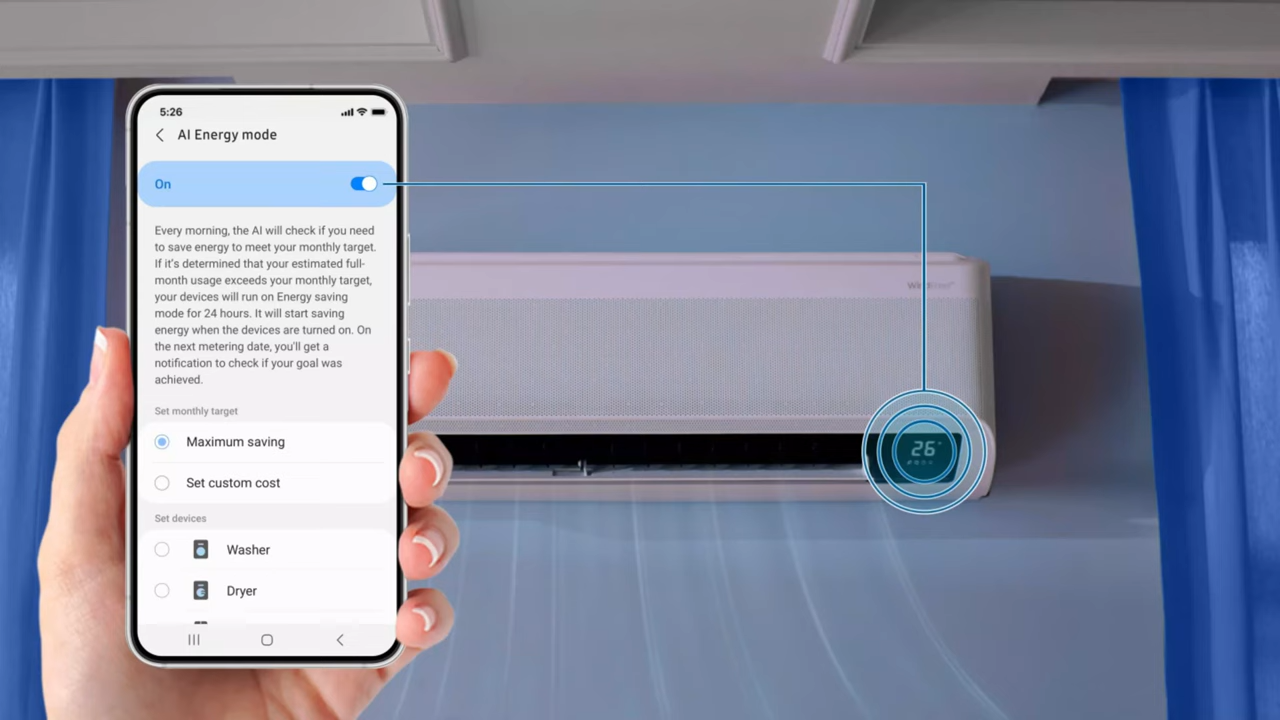 5:26
AI Energy mode
On
Every morning, the AI will check if you need
to save energy to meet your monthly target.
If it's determined that your estimated full-
month usage exceeds your monthly target,
your devices will run on Energy saving
mode for 24 hours. It will start saving
energy when the devices are turned on. On
the next metering date, you'll get a
notification to check if your goal was
achieved.
Set monthly target
Maximum saving
Set custom cost
Set devices
Washer
Dryer
26°